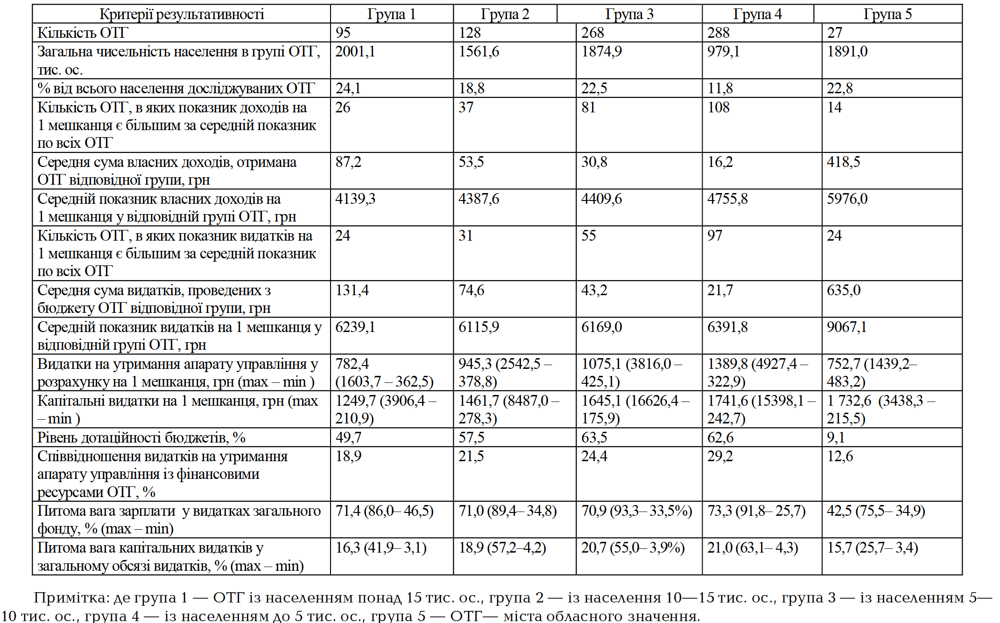 Критерії результативності Група 1 Група 2 Група 3 Група 4 Група 5
Кількість ОТГ 95 128 268 288 27
Загальна чисельність населення в групі ОТГ, 2001,1 1561,6 1874,9 979,1 1891,0
тис. ос.
% від всього населення досліджуваних ОТГ 24,1 18,8 22,5 11,8 22,8
Кількість ОТГ, в яких показник доходів на 26 37 81 108 14
1 мешканця є більшим за середній показник
по всіх ОТГ
Середня сума власних доходів, отримана 87,2 53,5 30,8 16,2 418,5
ОТГ відповідної групи, грн
Середній показник власних доходів на 4139,3 4387,6 4409,6 4755,8 5976,0
1 мешканця у відповідній групі ОТГ, грн
Кількість ОТГ, в яких показник видатків на 24 31 55 97 24
1 мешканця є більшим за середній показник
по всіх ОТГ
Середня сума видатків, проведених з 131,4 74,6 43,2 21,7 635,0
бюджету ОТГ відповідної групи, грн
Середній показник видатків на 1 мешканця у 6239,1 6115,9 6169,0 6391,8 9067,1
відповідній групі ОТГ, грн
Видатки на утримання апарату управління у 782,4 945,3 (2542,5 – 1075,1 (3816,0 – 1389,8 (4927,4 – 752,7 (1439,2–
розрахунку на 1 мешканця, грн (max – min ) (1603,7 – 362,5) 378,8) 425,1) 322,9) 483,2)
Капітальні видатки на 1 мешканця, грн (max 1249,7 (3906,4 – 1461,7 (8487,0 – 1645,1 (16626,4 – 1741,6 (15398,1 – 1 732,6 (3438,3 –
– min ) 210,9) 278,3) 175,9) 242,7) 215,5)
Рівень дотаційності бюджетів, % 49,7 57,5 63,5 62,6 9,1
Співвідношення видатків на утримання 18,9 21,5 24,4 29,2 12,6
апарату управління із фінансовими
ресурсами ОТГ, %
Питома вага зарплати у видатках загального 71,4 (86,0– 46,5) 71,0 (89,4– 34,8) 70,9 (93,3– 33,5%) 73,3 (91,8– 25,7) 42,5 (75,5– 34,9)
фонду, % (max – min)
Питома вага капітальних видатків у 16,3 (41,9– 3,1) 18,9 (57,2–4,2) 20,7 (55,0– 3,9%) 21,0 (63,1– 4,3) 15,7 (25,7– 3,4)
загальному обсязі видатків, % (max – min)
Примітка: де група 1 — ОТГ із населенням понад 15 тис. ос., група 2 — із населення 10—15 тис. ос., група 3 — із населенням 5—
10 тис. ос., група 4 — із населенням до 5 тис. ос., група 5 — ОТГ— міста обласного значення.